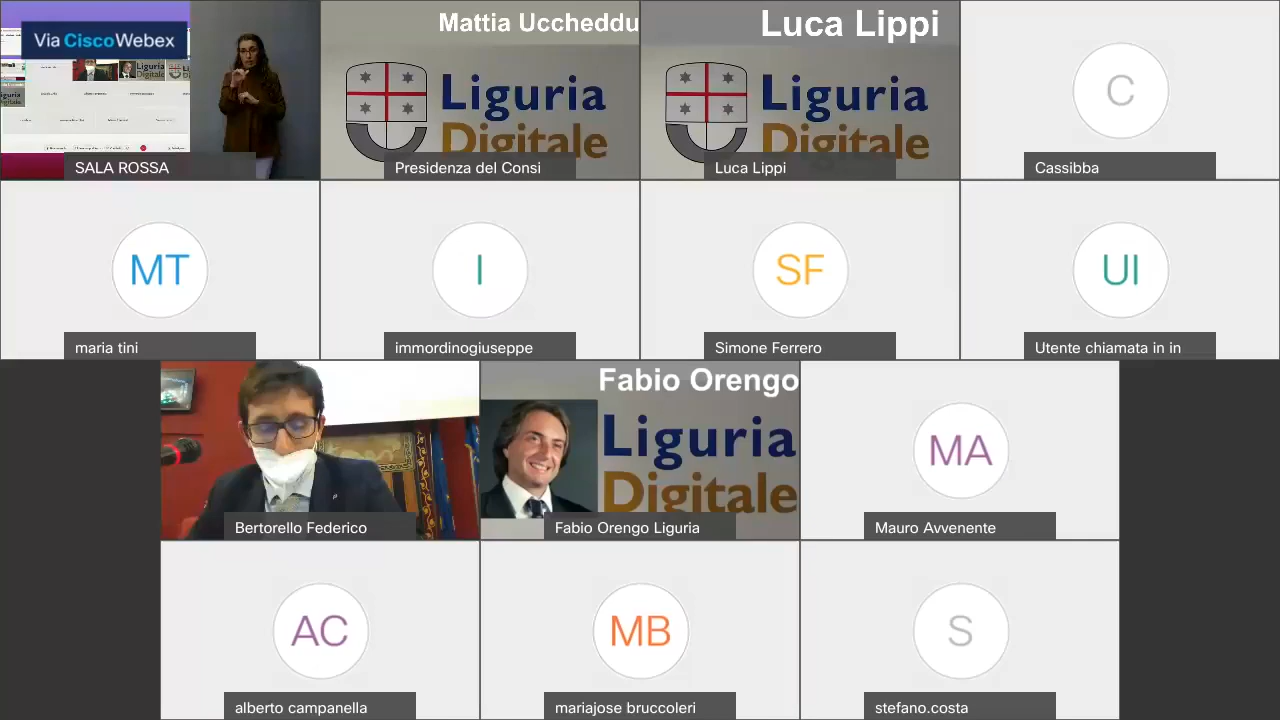 Via CiscoWebex
SALA ROSSA
Mattia Uccheddu
Liguria
Digitale
Presidenza del Consi
Luca Lippi
Liguria
Digitale
Luca Lippi
C
Cassibba
MT
maria tini
I
immordinogiuseppe
SF
Simone Ferrero
UI
Utente chiamata in in
Bertorello Federico
Fabio Orengo
Liguria
Digitale
Fabio Orengo Liguria
MA
Mauro Avvenente
AC
alberto campanella
MB
mariajose bruccoleri
S
stefano.costa